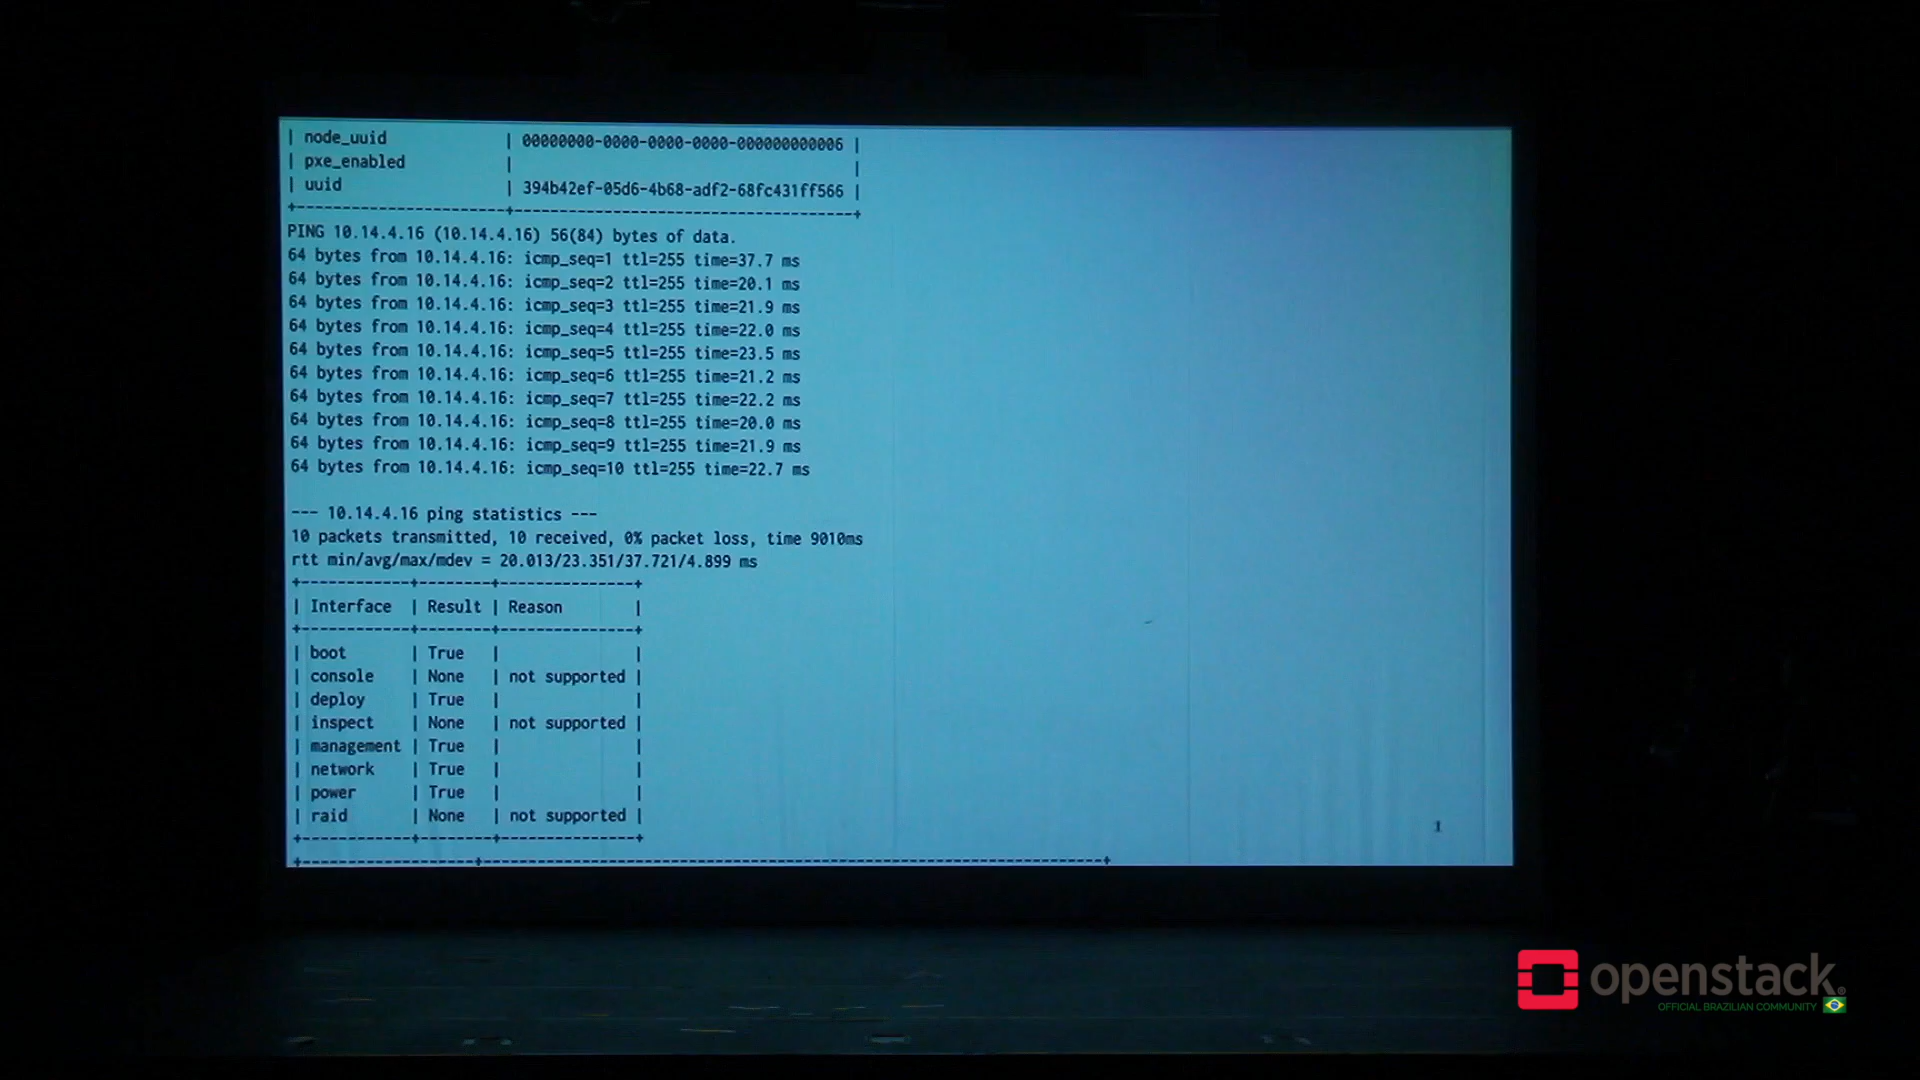 | node_uuid | 00000000-0000-0000-0000-000000000006 |
| pxe_enabled | |
| uuid | 394b42ef-05d6-4b68-adf2-68fc431ff566 |
+-----------------------+-------------------------------------+
PING 10.14.4.16 (10.14.4.16) 56(84) bytes of data.
64 bytes from 10.14.4.16: icmp_seq=1 ttl=255 time=37.7 ms
64 bytes from 10.14.4.16: icmp_seq=2 ttl=255 time=20.1 ms
64 bytes from 10.14.4.16: icmp_seq=3 ttl=255 time=21.9 ms
64 bytes from 10.14.4.16: icmp_seq=4 ttl=255 time=22.0 ms
64 bytes from 10.14.4.16: icmp_seq=5 ttl=255 time=23.5 ms
64 bytes from 10.14.4.16: icmp_seq=6 ttl=255 time=21.2 ms
64 bytes from 10.14.4.16: icmp_seq=7 ttl=255 time=22.2 ms
64 bytes from 10.14.4.16: icmp_seq=8 ttl=255 time=20.0 ms
64 bytes from 10.14.4.16: icmp_seq=9 ttl=255 time=21.9 ms
64 bytes from 10.14.4.16: icmp_seq=10 ttl=255 time=22.7 ms
--- 10.14.4.16 ping statistics ---
10 packets transmitted, 10 received, 0% packet loss, time 9010ms
rtt min/avg/max/mdev = 20.013/23.351/37.721/4.899 ms
+------------+--------+---------------+
| Interface | Result | Reason |
+------------+--------+---------------+
| boot | True | |
| console | None | not supported |
| deploy | True | |
| inspect | None | not supported |
| management | True | |
| network | True | |
| power | True | |
| raid | None | not supported |
+------------+--------+---------------+
1
openstack®
OFFICIAL BRAZILIAN COMMUNITY